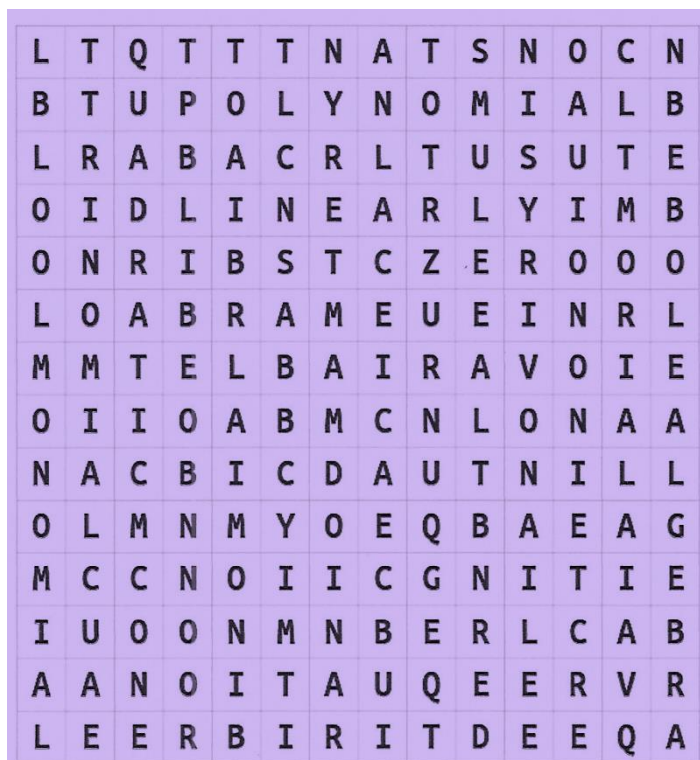 L T Q T T T N A T S N O C N
B T U P O L Y N O M I A L B
L R A B A C R L T U S U T E
O I D L I N E A R L Y I M B
O N R I B S T C Z E R O O O
L O A B R A M E U E I N R L
M M T E L B A I R A V O I E
O I I O A B M C N L O N A A
N A C B I C D A U T N I L L
O L M N M Y O E Q B A E A G
M C C N O I I C G N I T I E
I U O O N M N B E R L C A B
A A N O I T A U Q E E R V R
L E E R B I R I T D E E Q A